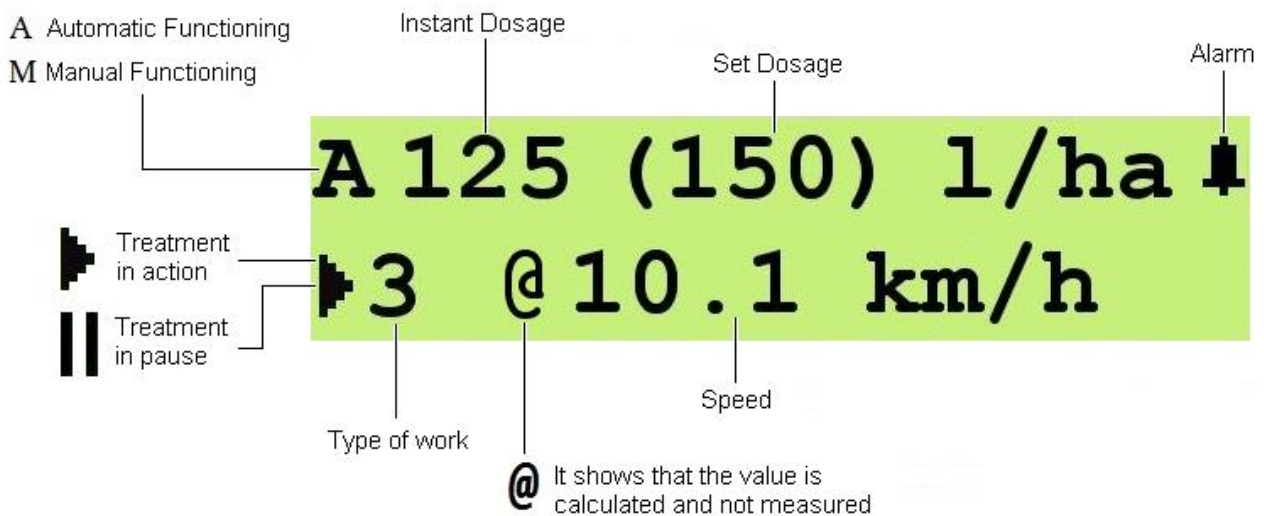 A Automatic Functioning
M Manual Functioning
Instant Dosage
Set Dosage
Alarm
A 125 (150) l/ha
3 @ 10.1 km/h
Treatment
in action
Treatment
in pause
Type of work
Speed
@ It shows that the value is
calculated and not measured